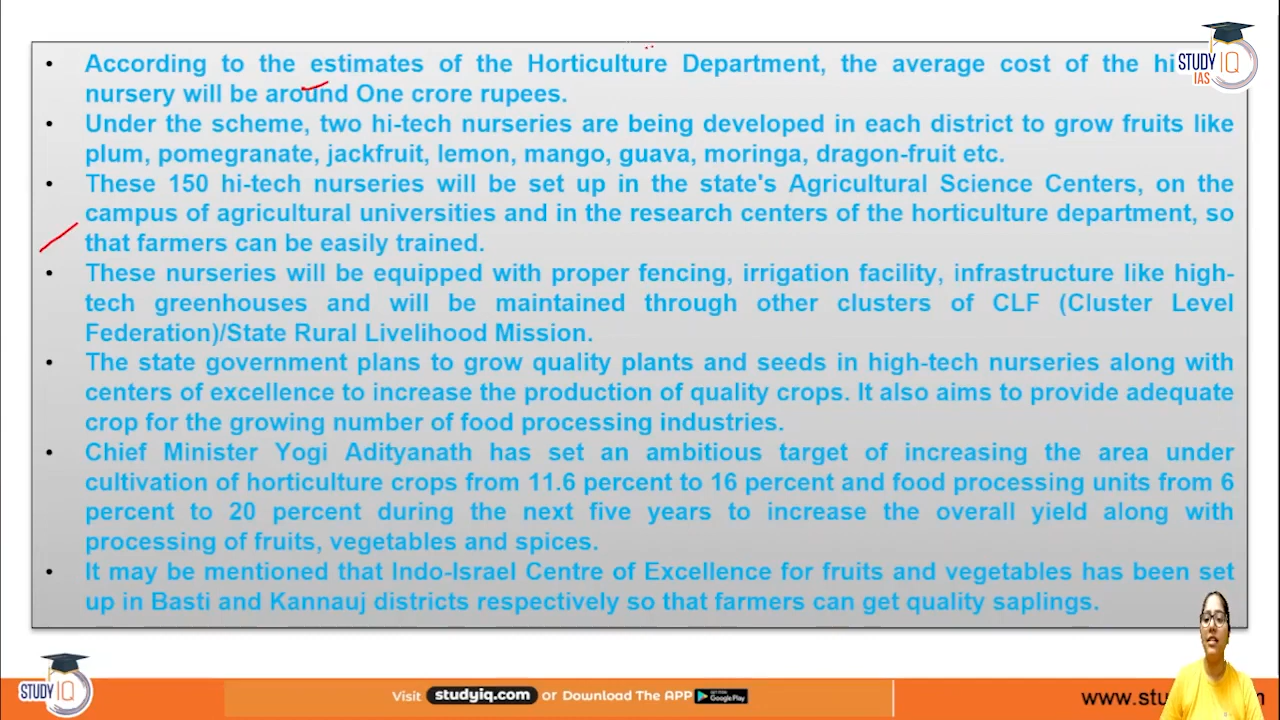 • According to the estimates of the Horticulture Department, the average cost of the hi
nursery will be around One crore rupees.
• Under the scheme, two hi-tech nurseries are being developed in each district to grow fruits like
plum, pomegranate, jackfruit, lemon, mango, guava, moringa, dragon-fruit etc.
• These 150 hi-tech nurseries will be set up in the state's Agricultural Science Centers, on the
campus of agricultural universities and in the research centers of the horticulture department, so
that farmers can be easily trained.
• These nurseries will be equipped with proper fencing, irrigation facility, infrastructure like high-
tech greenhouses and will be maintained through other clusters of CLF (Cluster Level
Federation)/State Rural Livelihood Mission.
• The state government plans to grow quality plants and seeds in high-tech nurseries along with
centers of excellence to increase the production of quality crops. It also aims to provide adequate
crop for the growing number of food processing industries.
• Chief Minister Yogi Adityanath has set an ambitious target of increasing the area under
cultivation of horticulture crops from 11.6 percent to 16 percent and food processing units from 6
percent to 20 percent during the next five years to increase the overall yield along with
processing of fruits, vegetables and spices.
• It may be mentioned that Indo-Israel Centre of Excellence for fruits and vegetables has been set
up in Basti and Kannauj districts respectively so that farmers can get quality saplings.
STUDY IQ
IAS
STUDY IQ
Visit studyiq.com or Download The APP GET IT ON Google Play
www.stu